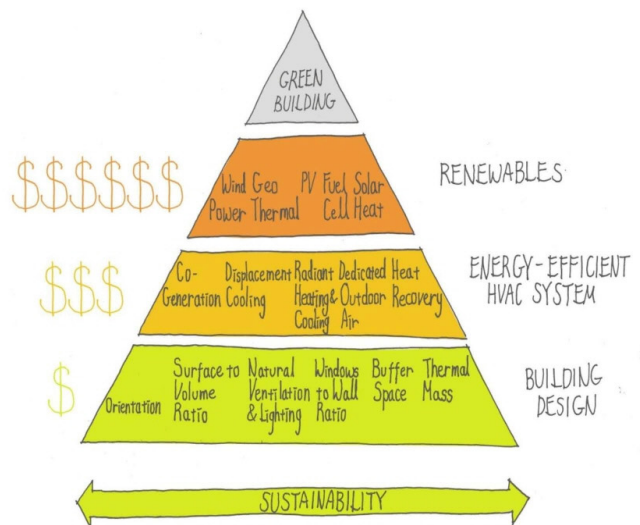 GREEN
BUILDING
$$$$$$
Wind Geo PV Fuel Solar
Power Thermal Cell Heat
RENEWABLES
$$$
Co- Displacement Radiant Dedicated Heat
Generation Cooling Heating & Outdoor Recovery
Cooling Air
ENERGY-EFFICIENT
HVAC SYSTEM
$
Surface to Natural Windows Buffer Thermal
Volume Ventilation to Wall Space Mass
Orientation Ratio & Lighting Ratio
BUILDING
DESIGN
SUSTAINABILITY